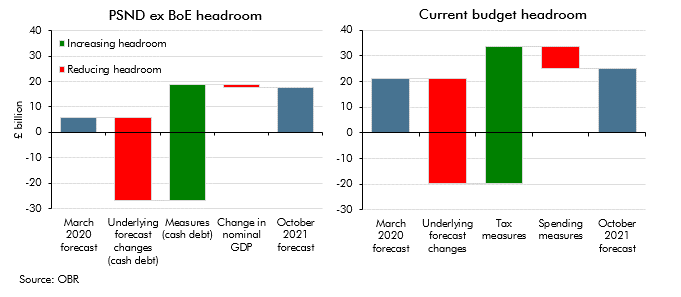 PSND ex BoE headroom
40
30
20
10
0
-10
-20
-30
£ billion
Increasing headroom
Reducing headroom
March
2020
forecast
Underlying
forecast
changes
(cash debt)
Measures
(cash debt)
Change in
nominal
GDP
October
2021
forecast
Current budget headroom
40
30
20
10
0
-10
-20
-30
March
2020
forecast
Underlying
forecast
changes
Tax
measures
Spending
measures
October
2021
forecast
Source: OBR